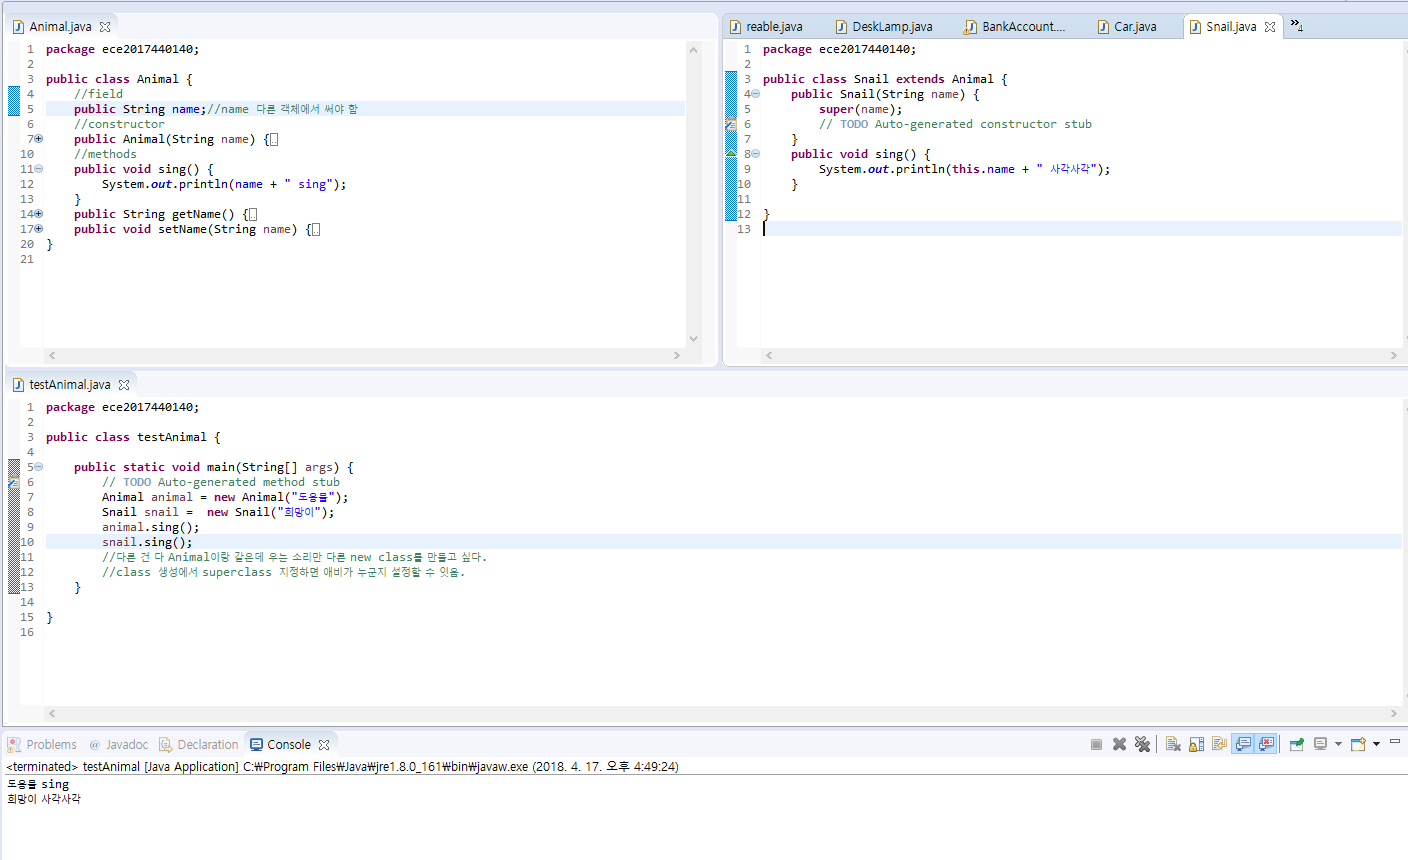 Animal.java
1 package ece2017440140;
2
3 public class Animal {
4 //field
5 public String name;//name 다른 객체에서 써야 함
6 //constructor
7 public Animal(String name) {
10 //methods
11 public void sing() {
12 System.out.println(name + " sing");
13 }
14 public String getName() {
17 public void setName(String name) {
20 }
21
reable.java DeskLamp.java BankAccount.... Car.java Snail.java »4
1 package ece2017440140;
2
3 public class Snail extends Animal {
4 public Snail(String name) {
5 super(name);
6 // TODO Auto-generated constructor stub
7 }
8 public void sing() {
9 System.out.println(this.name + " 사각사각");
10 }
11
12 }
13
testAnimal.java
1 package ece2017440140;
2
3 public class testAnimal {
4
5 public static void main(String[] args) {
6 // TODO Auto-generated method stub
7 Animal animal = new Animal("도용믈");
8 Snail snail =  new Snail("희망이");
9 animal.sing();
10 snail.sing();
11 //다른 건 다 Animal이랑 같은데 우는 소리만 다른 new class를 만들고 싶다.
12 //class 생성에서 superclass 지정하면 애비가 누군지 설정할 수 잇음.
13 }
14
15 }
16
Problems @ Javadoc Declaration Console
<terminated> testAnimal [Java Application] C:₩Program Files₩Java₩jre1.8.0_161₩bin₩javaw.exe (2018. 4. 17. 오후 4:49:24)
도용믈 sing
희망이 사각사각